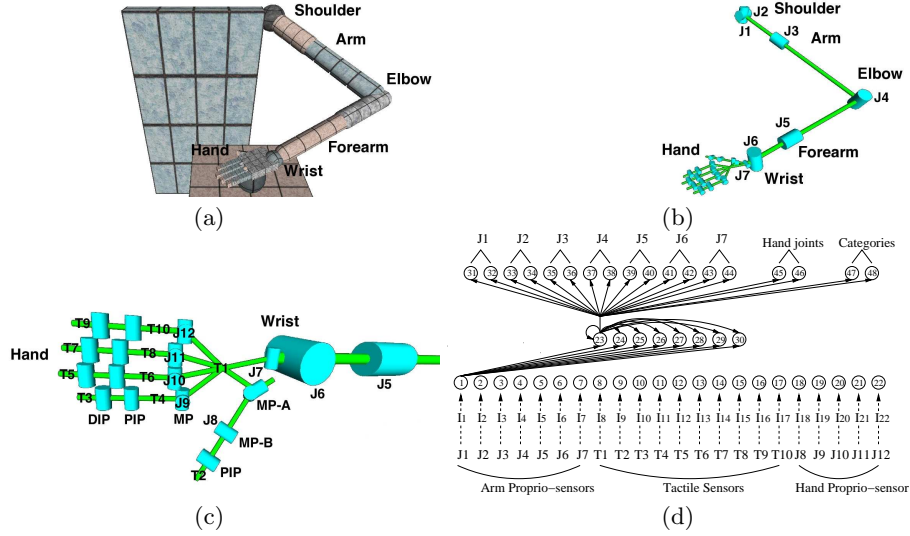 Shoulder
Arm
Elbow
Forearm
Hand
Wrist
(a)
Shoulder
J2
J1
J3
Arm
Elbow
J4
J5
J6
Forearm
Hand
J7
Wrist
(b)
Wrist
Hand
T9
T10
J12
T7
T8
J11
T1
J7
T5
T6
J10
J6
J5
T3
T4
J9
DIP
PIP
MP
MP-A
J8
MP-B
T2
PIP
(c)
J1 J2 J3 J4 J5 J6 J7 Hand joints Categories
31 32 33 34 35 36 37 38 39 40 41 42 43 44 45 46 47 48
23 24 25 26 27 28 29 30
1 2 3 4 5 6 7 8 9 10 11 12 13 14 15 16 17 18 19 20 21 22
I1 I2 I3 I4 I5 I6 I7 I8 I9 I10 I11 I12 I13 I14 I15 I16 I17 I18 I19 I20 I21 I22
J1 J2 J3 J4 J5 J6 J7 T1 T2 T3 T4 T5 T6 T7 T8 T9 T10 J8 J9 J10 J11 J12
Arm Proprio-sensors Tactile Sensors Hand Proprio-sensor
(d)